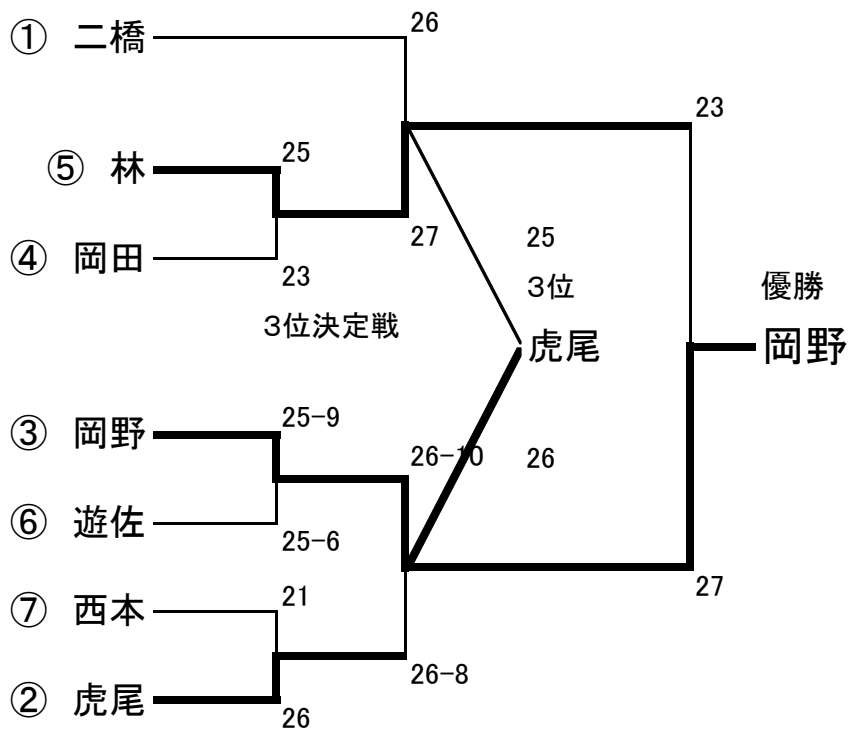 ① 二橋
26
23
⑤ 林
25
④ 岡田
23
27
25
3位
3位決定戦
虎尾
優勝
岡野
③ 岡野
25-9
26-10
26
⑥ 遊佐
25-6
⑦ 西本
21
27
② 虎尾
26
26-8